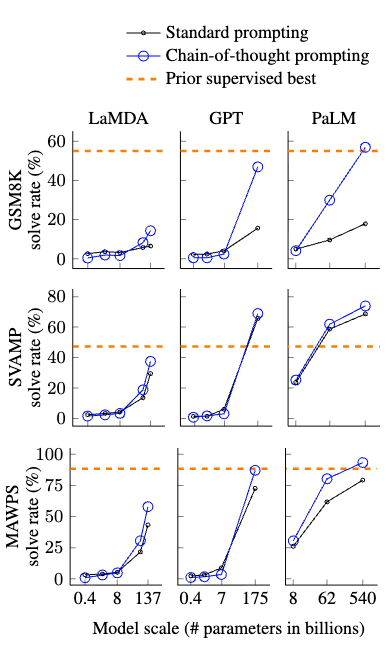 Standard prompting
Chain-of-thought prompting
Prior supervised best
LaMDA GPT PaLM
GSM8K
solve rate (%)
60
40
20
0
SVAMP
solve rate (%)
80
60
40
20
0
MAWPS
solve rate (%)
100
75
50
25
0
0.4 8 137 0.4 7 175 8 62 540
Model scale (# parameters in billions)